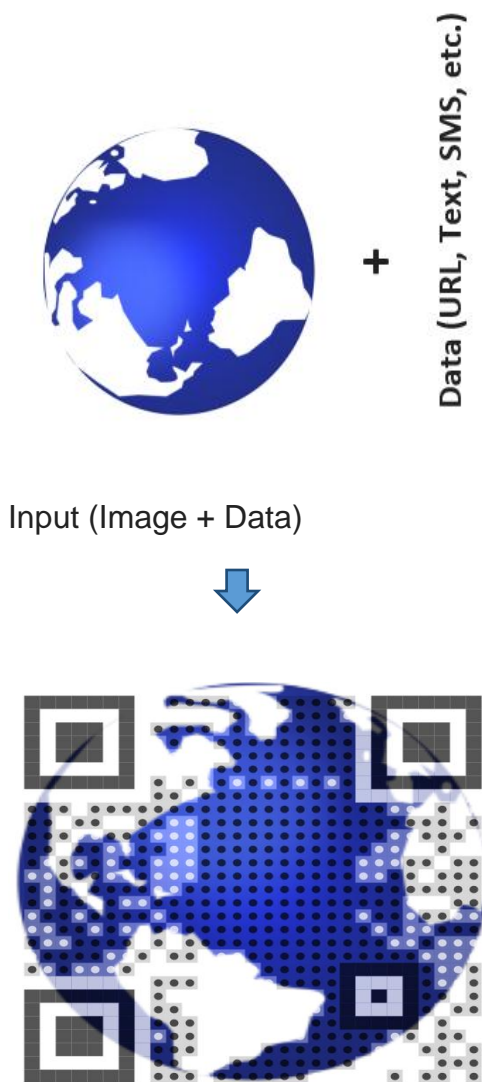 +
Data (URL, Text, SMS, etc.)
Input (Image + Data)